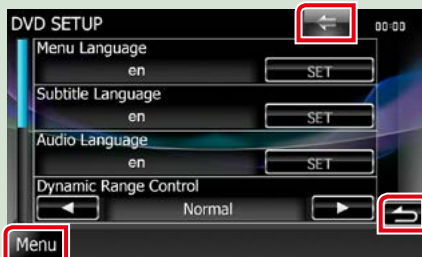 DVD SETUP 00:00
Menu Language
en SET
Subtitle Language
en SET
Audio Language
en SET
Dynamic Range Control
Normal
Menu